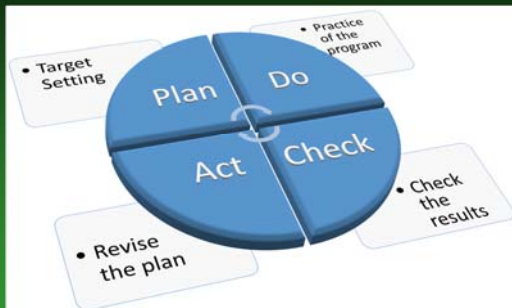 • Target
Setting
Plan
Do
• Practice
of the
program
Act
Check
• Revise
the plan
• Check
the
results